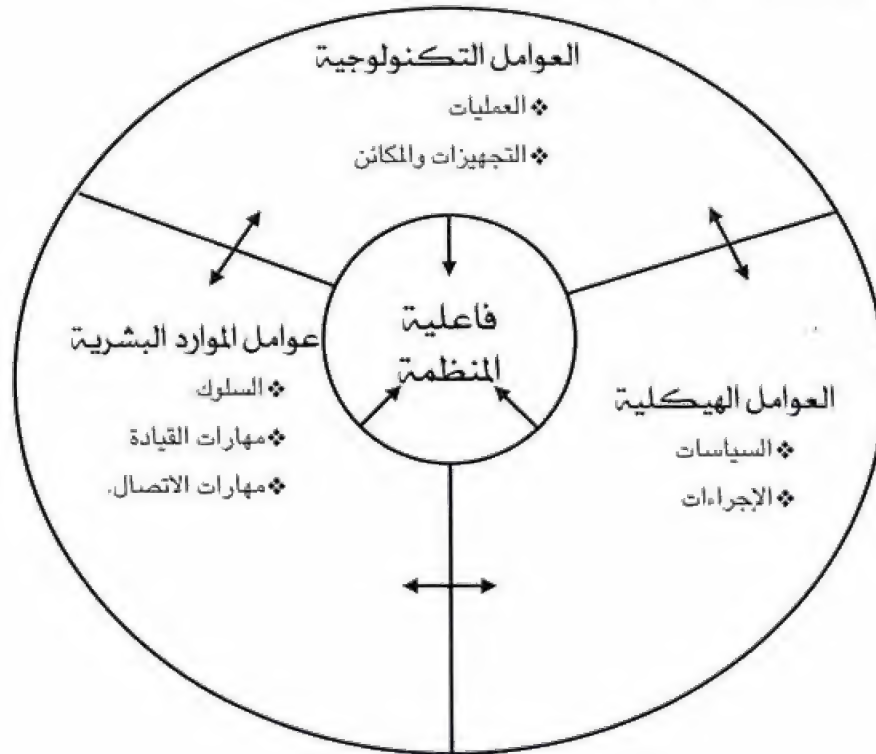 العوامل التكنولوجية
❖ العمليات
❖ التجهيزات والمكائن
فاعلية
المنظمة
العوامل الهيكلية
❖ السياسات
❖ الإجراءات
عوامل الموارد البشرية
❖ السلوك
❖ مهارات القيادة
❖ مهارات الاتصال.